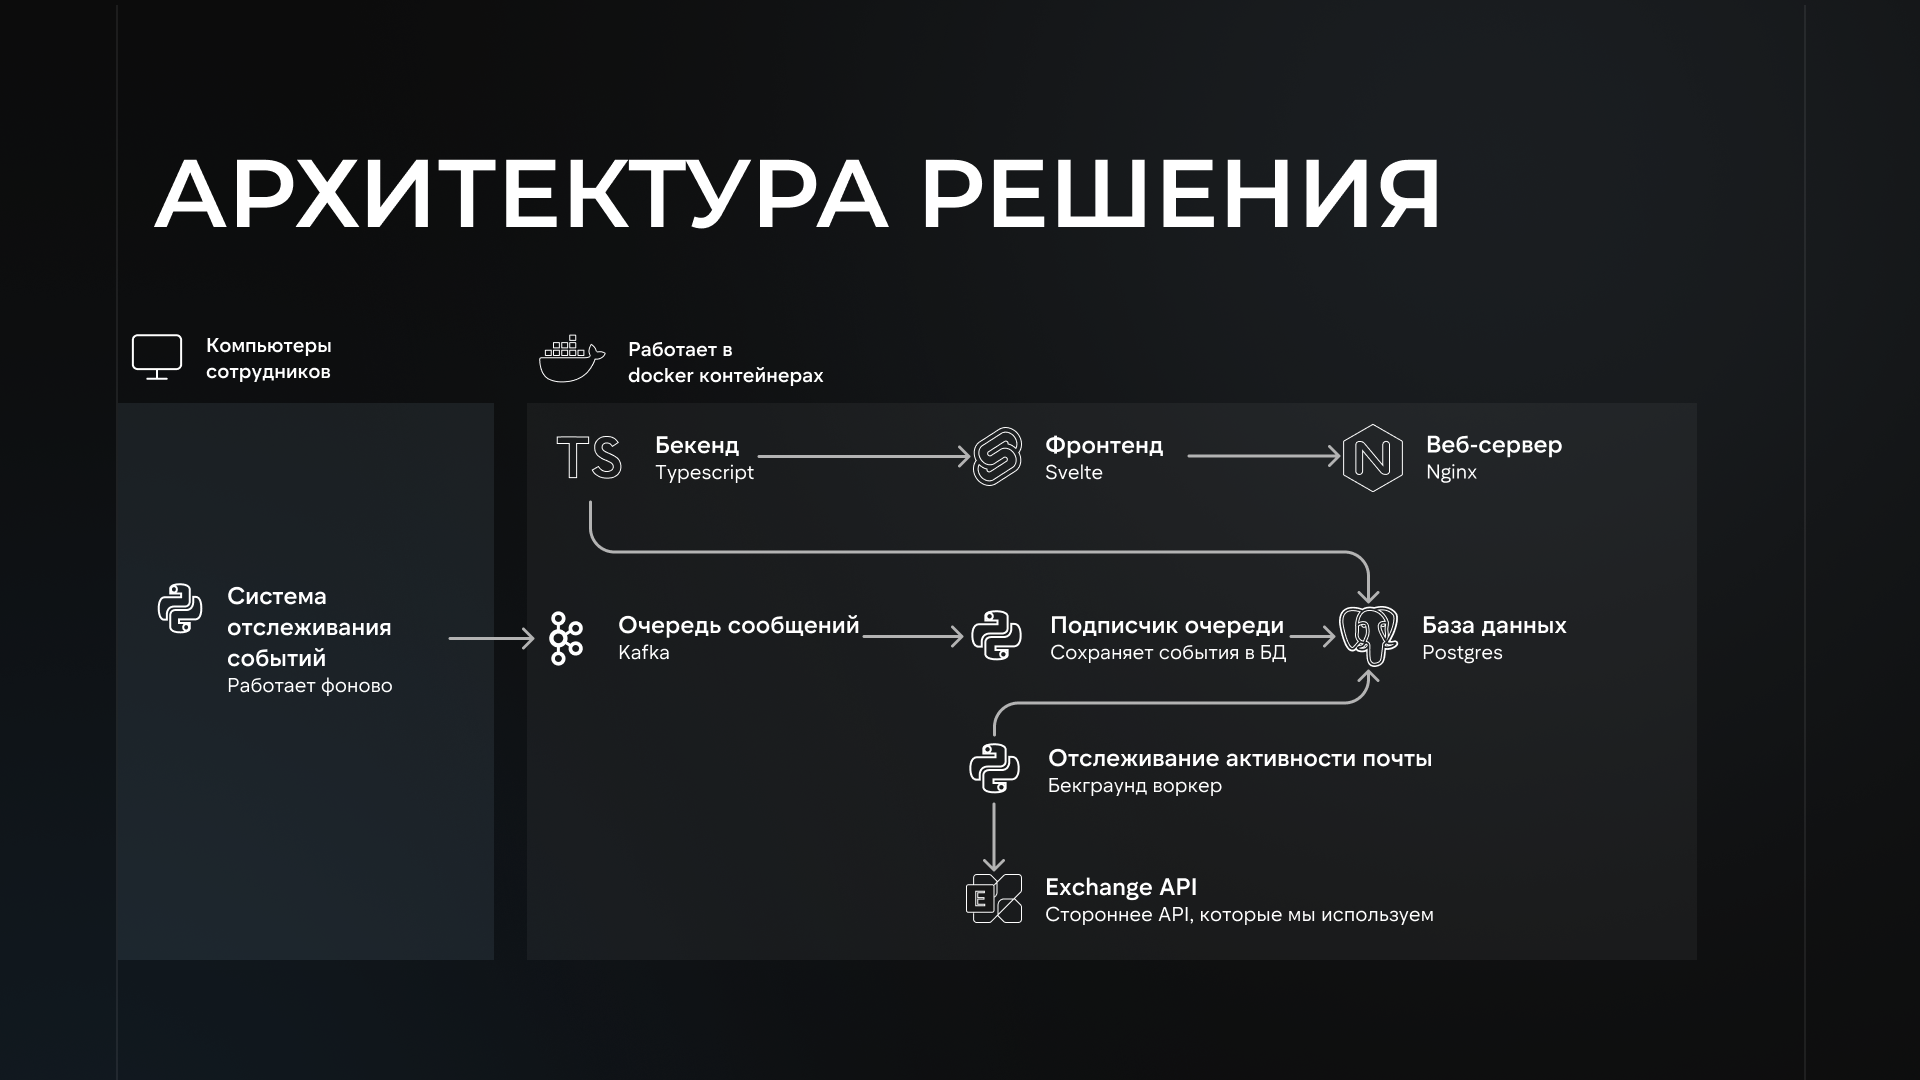 АРХИТЕКТУРА РЕШЕНИЯ
Компьютеры
сотрудников
Работает в
docker контейнерах
TS
Бекенд
Typescript
Фронтенд
Svelte
N
Веб-сервер
Nginx
Система
отслеживания
событий
Работает фоново
Очередь сообщений
Kafka
Подписчик очереди
Сохраняет события в БД
База данных
Postgres
Отслеживание активности почты
Бекграунд воркер
E
Exchange API
Стороннее API, которые мы используем